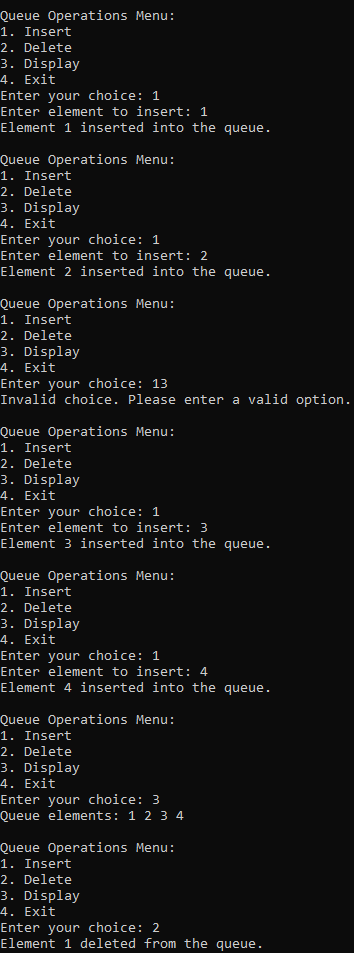 Queue Operations Menu:
1. Insert
2. Delete
3. Display
4. Exit
Enter your choice: 1
Enter element to insert: 1
Element 1 inserted into the queue.
Queue Operations Menu:
1. Insert
2. Delete
3. Display
4. Exit
Enter your choice: 1
Enter element to insert: 2
Element 2 inserted into the queue.
Queue Operations Menu:
1. Insert
2. Delete
3. Display
4. Exit
Enter your choice: 13
Invalid choice. Please enter a valid option.
Queue Operations Menu:
1. Insert
2. Delete
3. Display
4. Exit
Enter your choice: 1
Enter element to insert: 3
Element 3 inserted into the queue.
Queue Operations Menu:
1. Insert
2. Delete
3. Display
4. Exit
Enter your choice: 1
Enter element to insert: 4
Element 4 inserted into the queue.
Queue Operations Menu:
1. Insert
2. Delete
3. Display
4. Exit
Enter your choice: 3
Queue elements: 1 2 3 4
Queue Operations Menu:
1. Insert
2. Delete
3. Display
4. Exit
Enter your choice: 2
Element 1 deleted from the queue.